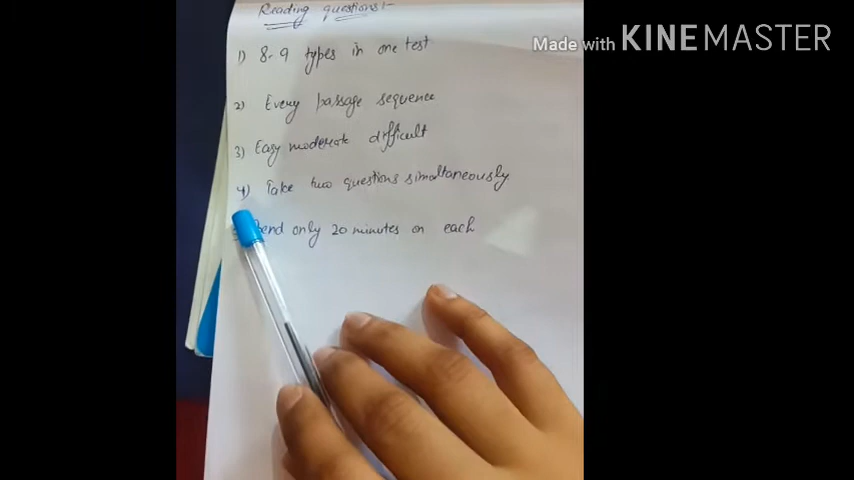 Reading questions:-
1) 8-9 types in one test
Made with KINEMASTER
2) Every passage sequence
3) Easy moderate difficult
4) Take two questions simultaneously
only 20 minutes on each